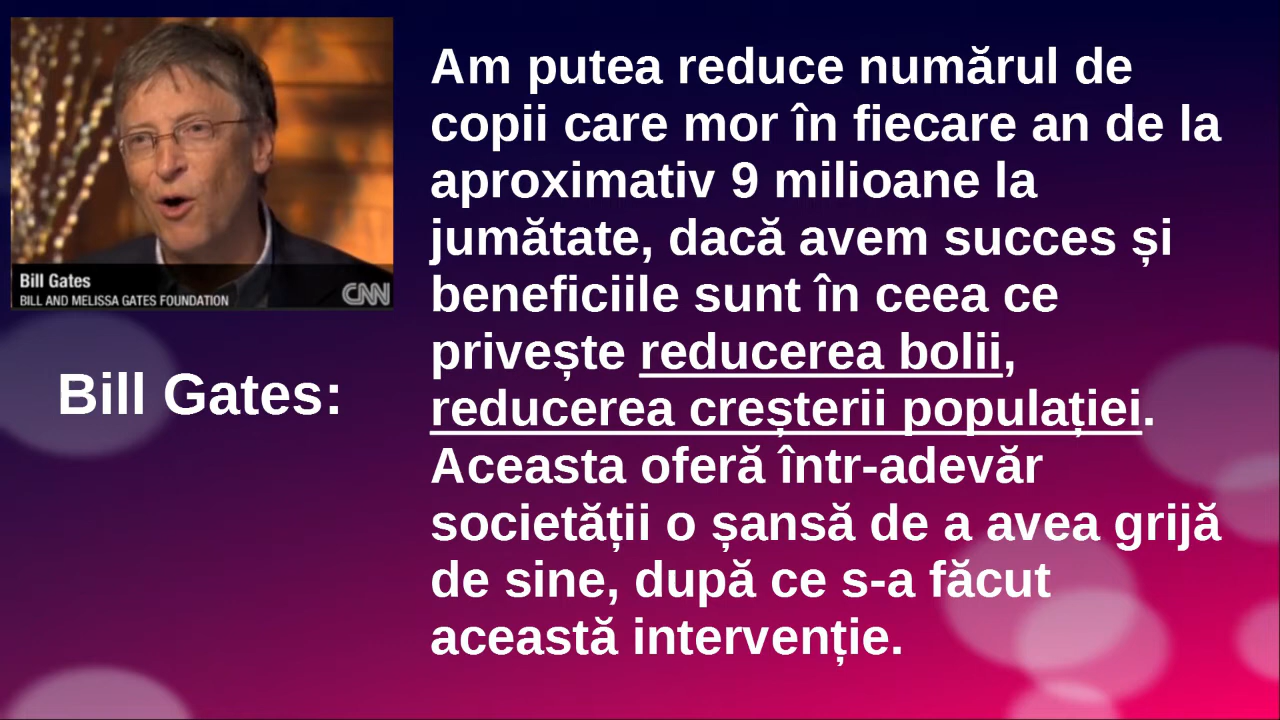 Bill Gates
BILL AND MELISSA GATES FOUNDATION
CNN
Bill Gates:
Am putea reduce numărul de
copii care mor în fiecare an de la
aproximativ 9 milioane la
jumătate, dacă avem succes și
beneficiile sunt în ceea ce
privește reducerea bolii,
reducerea creșterii populației.
Aceasta oferă într-adevăr
societății o șansă de a avea grijă
de sine, după ce s-a făcut
această intervenție.